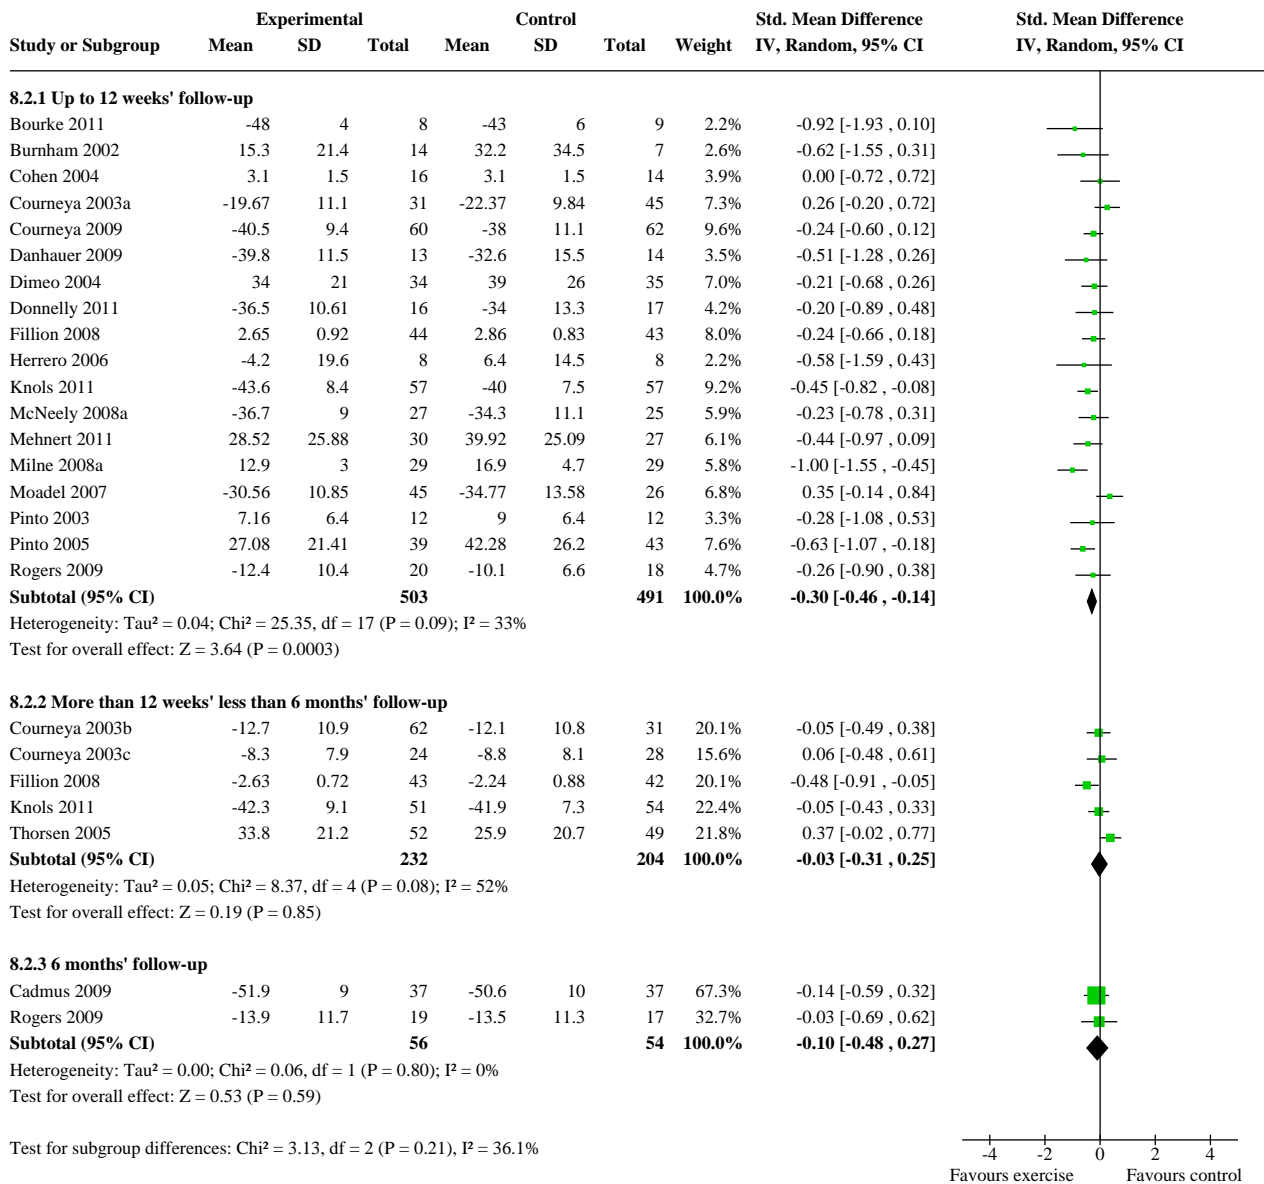 Experimental Control Std. Mean Difference Std. Mean Difference
Study or Subgroup Mean SD Total Mean SD Total Weight IV, Random, 95% CI IV, Random, 95% CI
8.2.1 Up to 12 weeks' follow-up
Bourke 2011 -48 4 8 -43 6 9 2.2% -0.92 [-1.93 , 0.10]
Burnham 2002 15.3 21.4 14 32.2 34.5 7 2.6% -0.62 [-1.55 , 0.31]
Cohen 2004 3.1 1.5 16 3.1 1.5 14 3.9% 0.00 [-0.72 , 0.72]
Courneya 2003a -19.67 11.1 31 -22.37 9.84 45 7.3% 0.26 [-0.20 , 0.72]
Courneya 2009 -40.5 9.4 60 -38 11.1 62 9.6% -0.24 [-0.60 , 0.12]
Danhauer 2009 -39.8 11.5 13 -32.6 15.5 14 3.5% -0.51 [-1.28 , 0.26]
Dimeo 2004 34 21 34 39 26 35 7.0% -0.21 [-0.68 , 0.26]
Donnelly 2011 -36.5 10.61 16 -34 13.3 17 4.2% -0.20 [-0.89 , 0.48]
Fillion 2008 2.65 0.92 44 2.86 0.83 43 8.0% -0.24 [-0.66 , 0.18]
Herrero 2006 -4.2 19.6 8 6.4 14.5 8 2.2% -0.58 [-1.59 , 0.43]
Knols 2011 -43.6 8.4 57 -40 7.5 57 9.2% -0.45 [-0.82 , -0.08]
McNeely 2008a -36.7 9 27 -34.3 11.1 25 5.9% -0.23 [-0.78 , 0.31]
Mehnert 2011 28.52 25.88 30 39.92 25.09 27 6.1% -0.44 [-0.97 , 0.09]
Milne 2008a 12.9 3 29 16.9 4.7 29 5.8% -1.00 [-1.55 , -0.45]
Moadel 2007 -30.56 10.85 45 -34.77 13.58 26 6.8% 0.35 [-0.14 , 0.84]
Pinto 2003 7.16 6.4 12 9 6.4 12 3.3% -0.28 [-1.08 , 0.53]
Pinto 2005 27.08 21.41 39 42.28 26.2 43 7.6% -0.63 [-1.07 , -0.18]
Rogers 2009 -12.4 10.4 20 -10.1 6.6 18 4.7% -0.26 [-0.90 , 0.38]
Subtotal (95% CI) 503 491 100.0% -0.30 [-0.46 , -0.14]
Heterogeneity: Tau² = 0.04; Chi² = 25.35, df = 17 (P = 0.09); I² = 33%
Test for overall effect: Z = 3.64 (P = 0.0003)
8.2.2 More than 12 weeks' less than 6 months' follow-up
Courneya 2003b -12.7 10.9 62 -12.1 10.8 31 20.1% -0.05 [-0.49 , 0.38]
Courneya 2003c -8.3 7.9 24 -8.8 8.1 28 15.6% 0.06 [-0.48 , 0.61]
Fillion 2008 -2.63 0.72 43 -2.24 0.88 42 20.1% -0.48 [-0.91 , -0.05]
Knols 2011 -42.3 9.1 51 -41.9 7.3 54 22.4% -0.05 [-0.43 , 0.33]
Thorsen 2005 33.8 21.2 52 25.9 20.7 49 21.8% 0.37 [-0.02 , 0.77]
Subtotal (95% CI) 232 204 100.0% -0.03 [-0.31 , 0.25]
Heterogeneity: Tau² = 0.05; Chi² = 8.37, df = 4 (P = 0.08); I² = 52%
Test for overall effect: Z = 0.19 (P = 0.85)
8.2.3 6 months' follow-up
Cadmus 2009 -51.9 9 37 -50.6 10 37 67.3% -0.14 [-0.59 , 0.32]
Rogers 2009 -13.9 11.7 19 -13.5 11.3 17 32.7% -0.03 [-0.69 , 0.62]
Subtotal (95% CI) 56 54 100.0% -0.10 [-0.48 , 0.27]
Heterogeneity: Tau² = 0.00; Chi² = 0.06, df = 1 (P = 0.80); I² = 0%
Test for overall effect: Z = 0.53 (P = 0.59)
Test for subgroup differences: Chi² = 3.13, df = 2 (P = 0.21), I² = 36.1%
-4 -2 0 2 4
Favours exercise Favours control